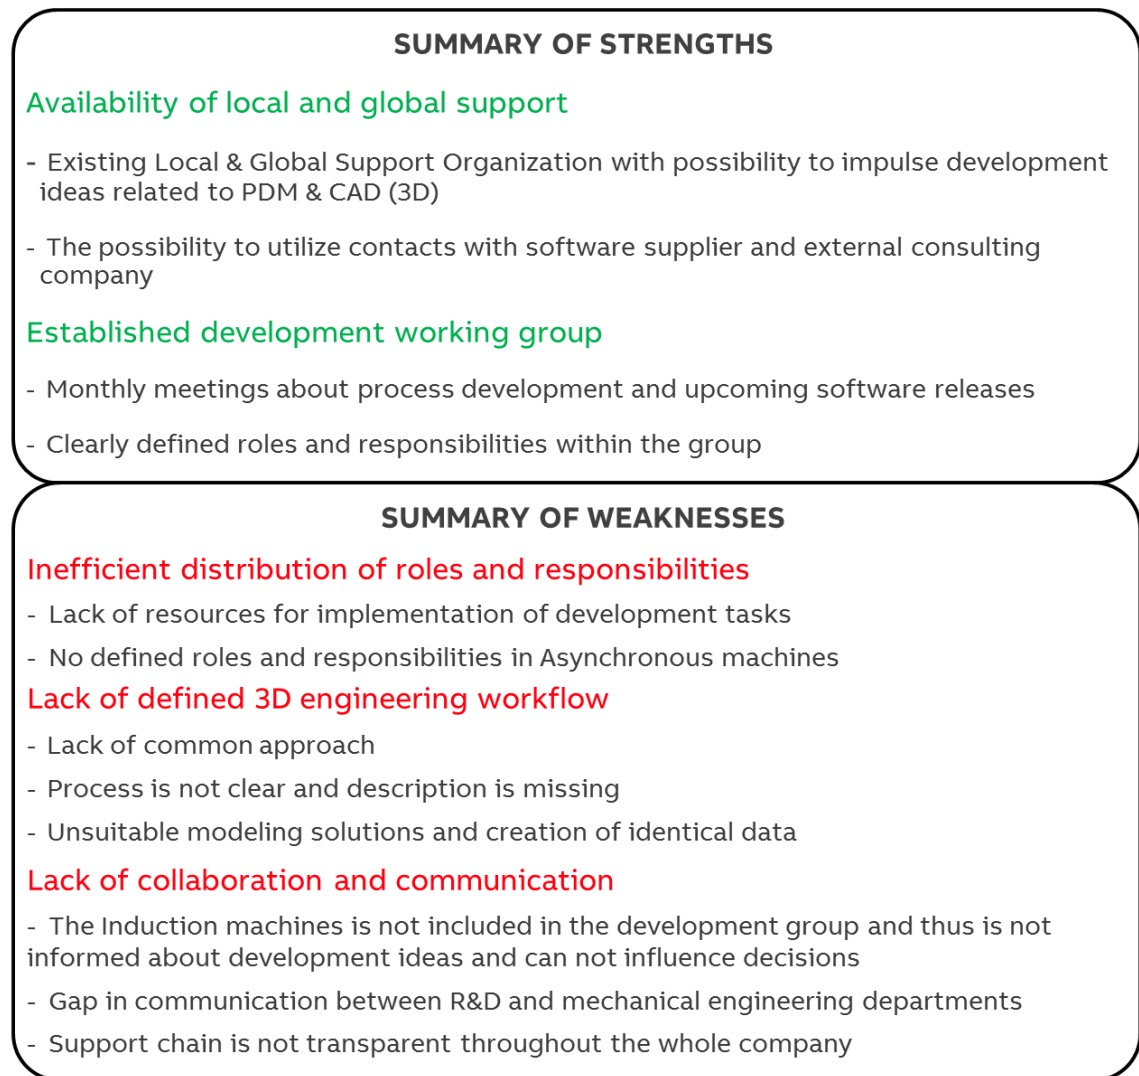 SUMMARY OF STRENGTHS
Availability of local and global support
- Existing Local & Global Support Organization with possibility to impulse development
ideas related to PDM & CAD (3D)
- The possibility to utilize contacts with software supplier and external consulting
company
Established development working group
- Monthly meetings about process development and upcoming software releases
- Clearly defined roles and responsibilities within the group
SUMMARY OF WEAKNESSES
Inefficient distribution of roles and responsibilities
- Lack of resources for implementation of development tasks
- No defined roles and responsibilities in Asynchronous machines
Lack of defined 3D engineering workflow
- Lack of common approach
- Process is not clear and description is missing
- Unsuitable modeling solutions and creation of identical data
Lack of collaboration and communication
- The Induction machines is not included in the development group and thus is not
informed about development ideas and can not influence decisions
- Gap in communication between R&D and mechanical engineering departments
- Support chain is not transparent throughout the whole company